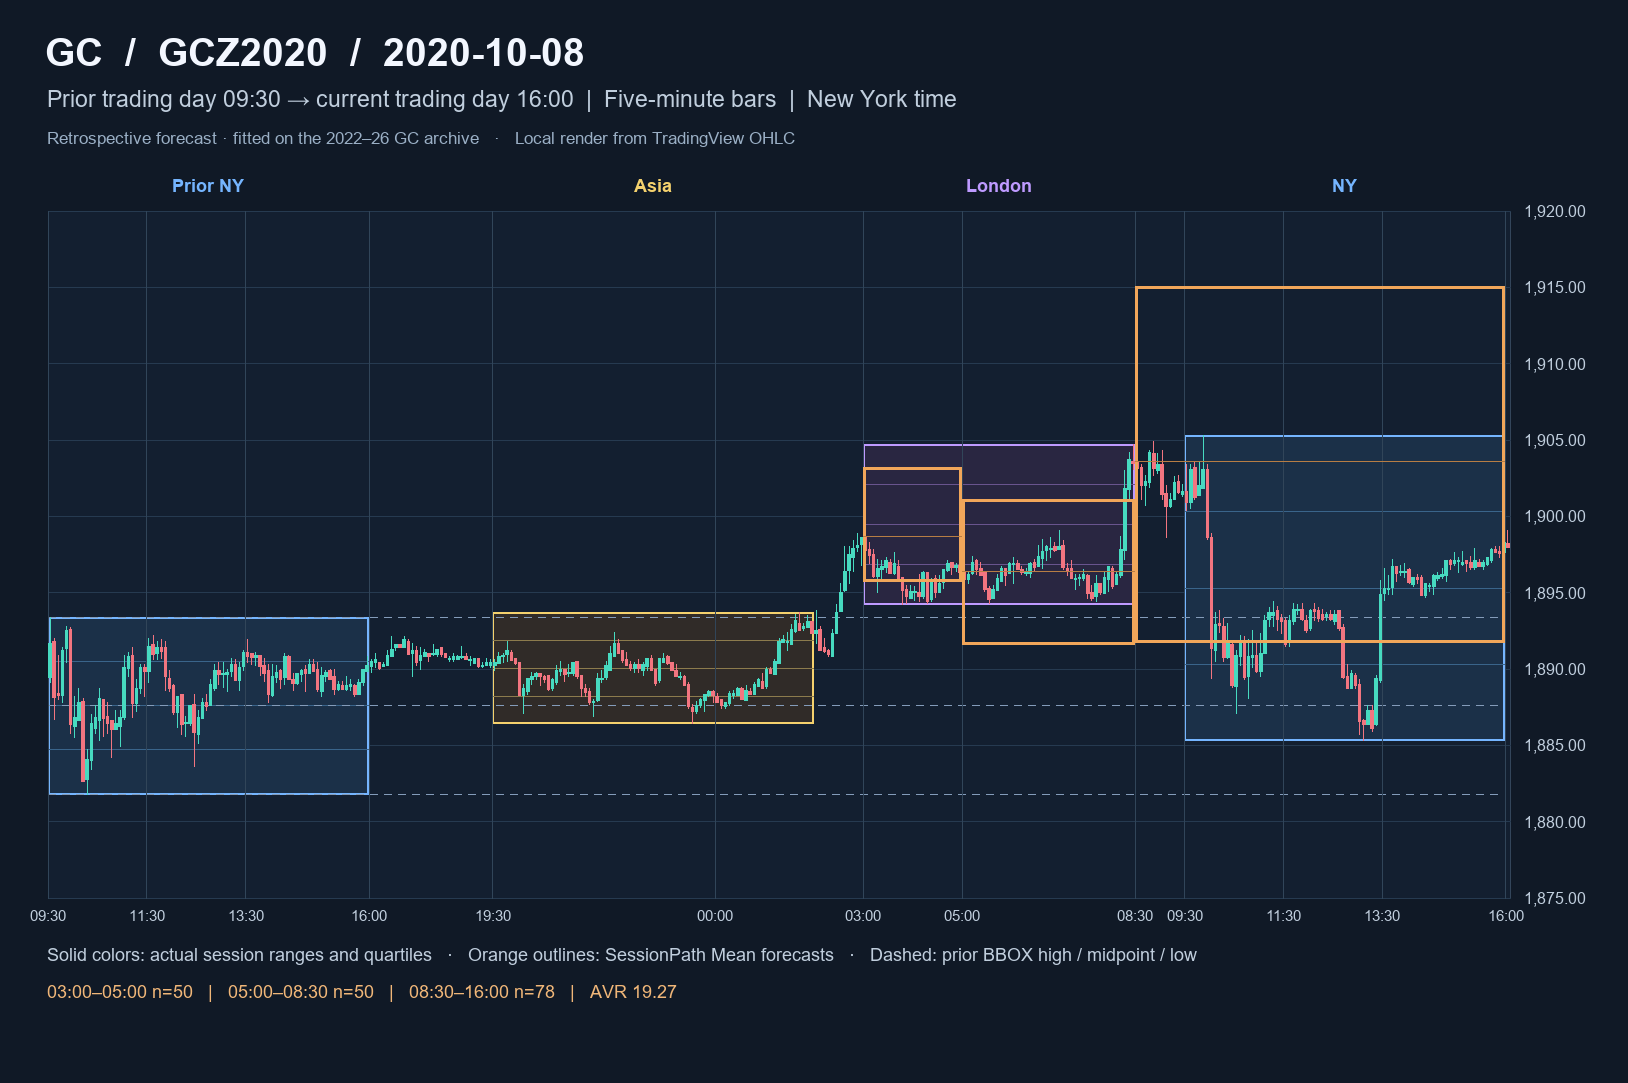 GC / GCZ2020 / 2020-10-08
Prior trading day 09:30 → current trading day 16:00 | Five-minute bars | New York time
Retrospective forecast · fitted on the 2022–26 GC archive · Local render from TradingView OHLC
Prior NY Asia London NY
1,920.00
1,915.00
1,910.00
1,905.00
1,900.00
1,895.00
1,890.00
1,885.00
1,880.00
1,875.00
09:30 11:30 13:30 16:00 19:30 00:00 03:00 05:00 08:30 09:30 11:30 13:30 16:00
Solid colors: actual session ranges and quartiles · Orange outlines: SessionPath Mean forecasts · Dashed: prior BBOX high / midpoint / low
03:00–05:00 n=50 | 05:00–08:30 n=50 | 08:30–16:00 n=78 | AVR 19.27